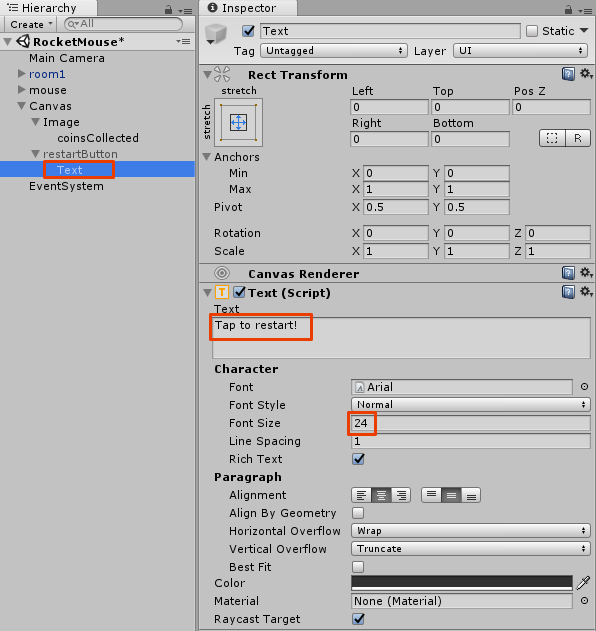 Hierarchy
Create
All
RocketMouse*
Main Camera
room1
mouse
Canvas
Image
coinsCollected
restartButton
Text
EventSystem
Inspector
Text
Static
Tag Untagged Layer UI
Rect Transform
stretch
stretch
Left Top Pos Z
0 0 0
Right Bottom
0 0 R
Anchors
Min X 0 Y 0
Max X 1 Y 1
Pivot X 0.5 Y 0.5
Rotation X 0 Y 0 Z 0
Scale X 1 Y 1 Z 1
Canvas Renderer
T Text (Script)
Text
Tap to restart!
Character
Font Arial
Font Style Normal
Font Size 24
Line Spacing 1
Rich Text
Paragraph
Alignment
Align By Geometry
Horizontal Overflow Wrap
Vertical Overflow Truncate
Best Fit
Color
Material None (Material)
Raycast Target